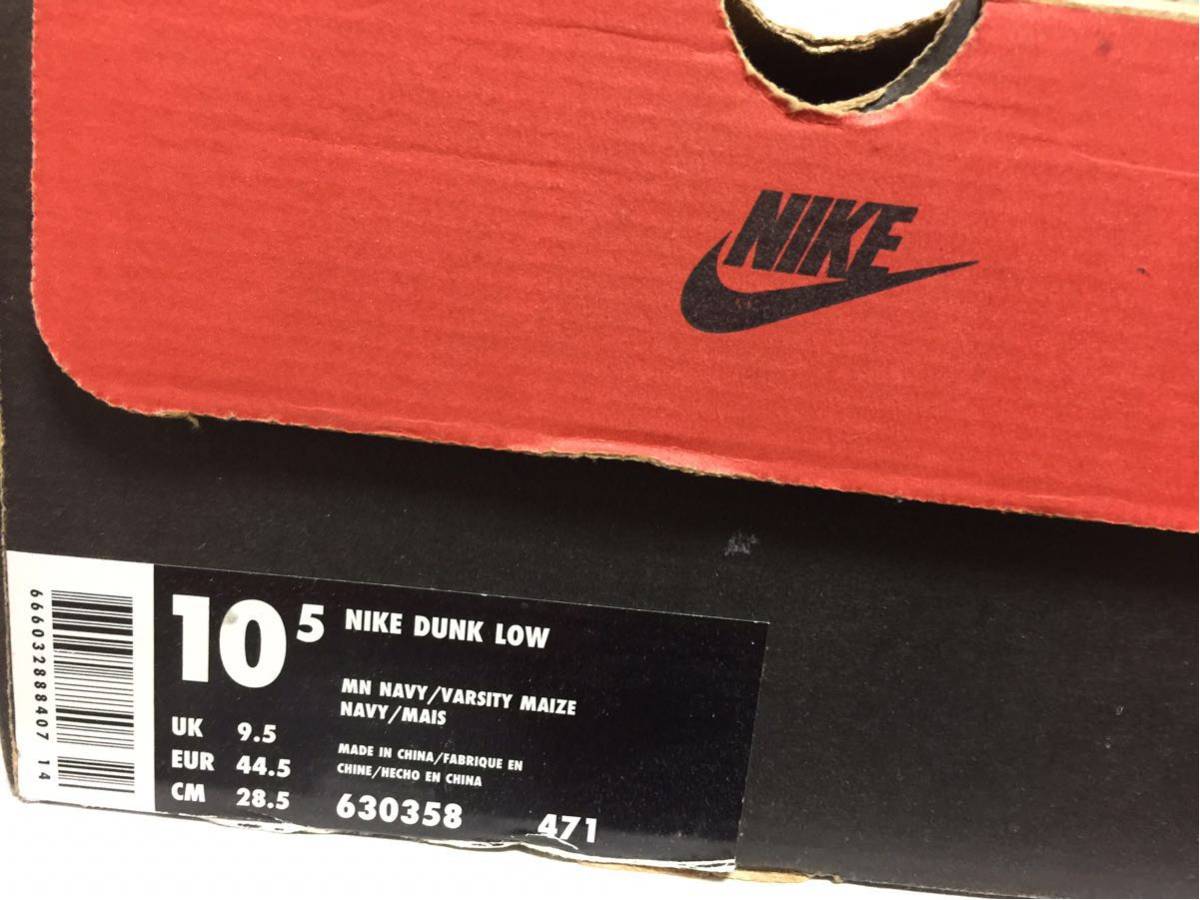 NIKE
10 5 NIKE DUNK LOW
MN NAVY/VARSITY MAIZE
NAVY/MAIS
UK 9.5
EUR 44.5
CM 28.5
MADE IN CHINA/FABRIQUE EN
CHINE/HECHO EN CHINA
630358 471
666032888407 14